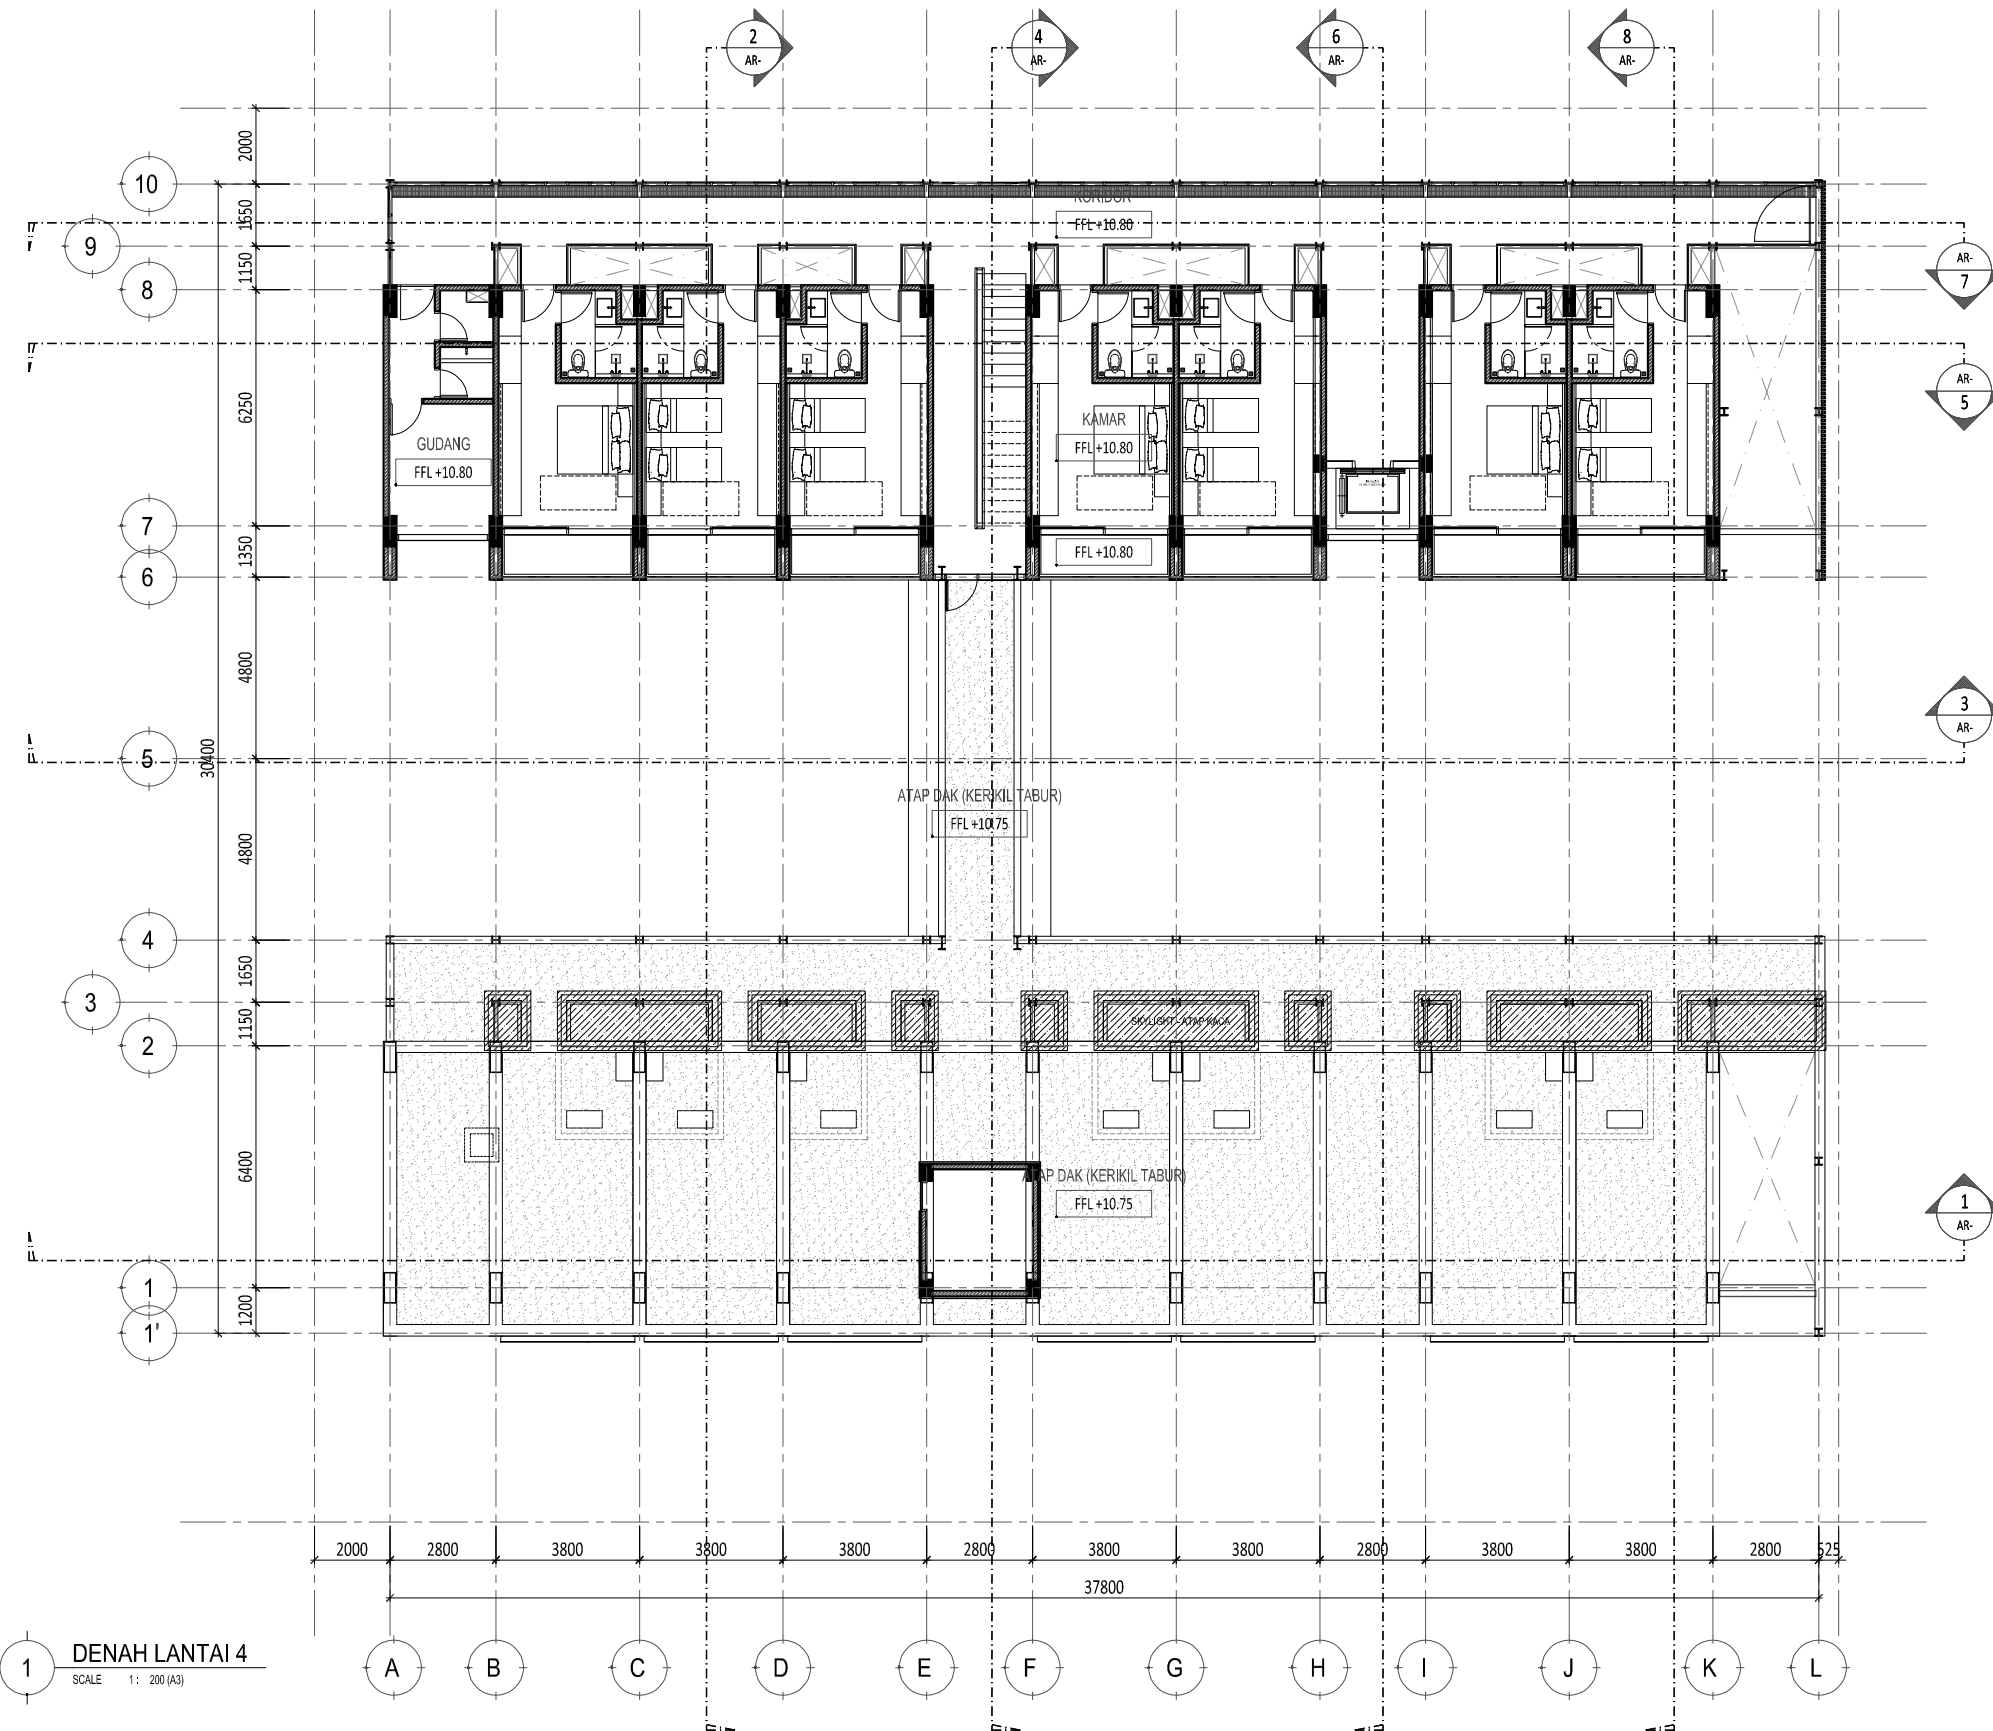 2
AR-
4
AR-
6
AR-
8
AR-
2000
10
1650
KORIDOR
FFL +10.80
9
1150
AR-
7
8
AR-
5
6250
GUDANG
FFL +10.80
KAMAR
FFL +10.80
7
1350
FFL +10.80
6
4800
3
AR-
5
30400
ATAP DAK (KERIKIL TABUR)
FFL +10.75
4800
4
1650
3
1150
SKYLIGHT - ATAP KACA
2
6400
ATAP DAK (KERIKIL TABUR)
FFL +10.75
1
AR-
1
1200
1'
2000 2800 3800 3800 3800 2800 3800 3800 2800 3800 3800 2800 525
37800
1
DENAH LANTAI 4
SCALE 1 : 200 (A3)
A B C D E F G H I J K L